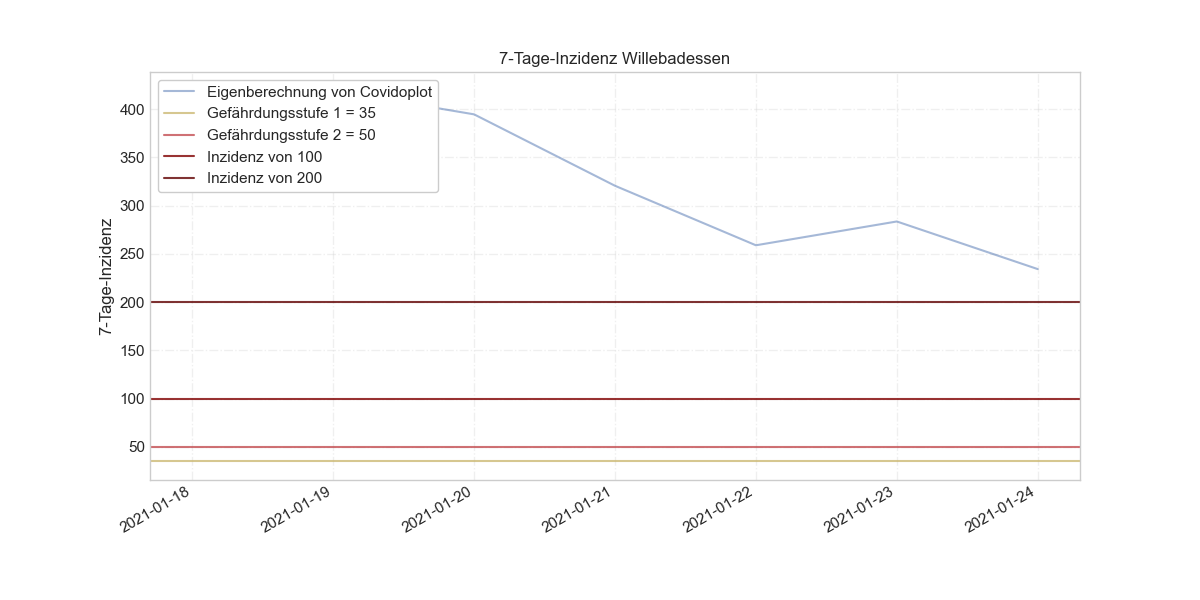 7-Tage-Inzidenz Willebadessen
Eigenberechnung von Covidoplot
Gefährdungsstufe 1 = 35
Gefährdungsstufe 2 = 50
Inzidenz von 100
Inzidenz von 200
7-Tage-Inzidenz
400
350
300
250
200
150
100
50
2021-01-18
2021-01-19
2021-01-20
2021-01-21
2021-01-22
2021-01-23
2021-01-24